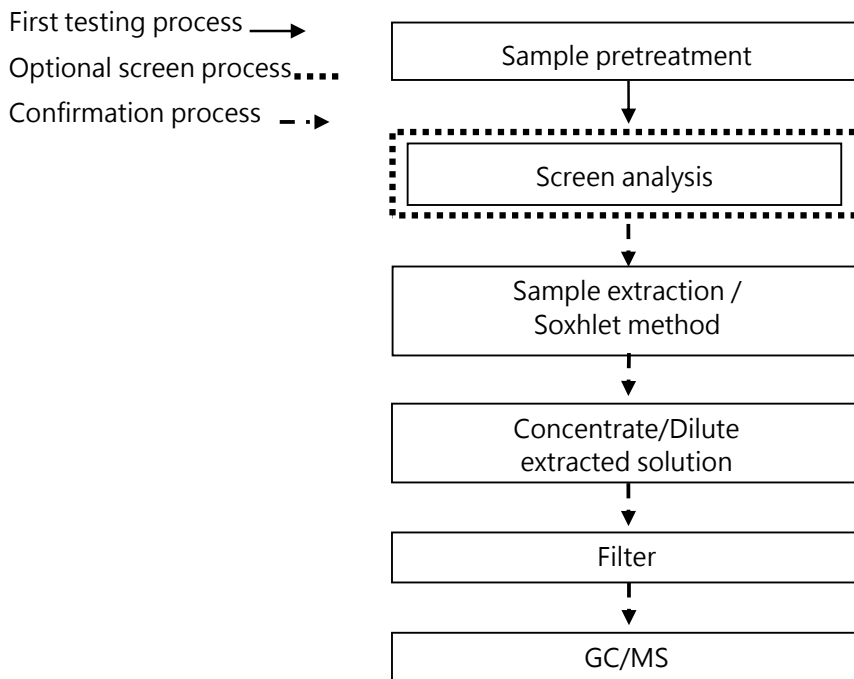 First testing process
Optional screen process
Confirmation process
Sample pretreatment
Screen analysis
Sample extraction /
Soxhlet method
Concentrate/Dilute
extracted solution
Filter
GC/MS